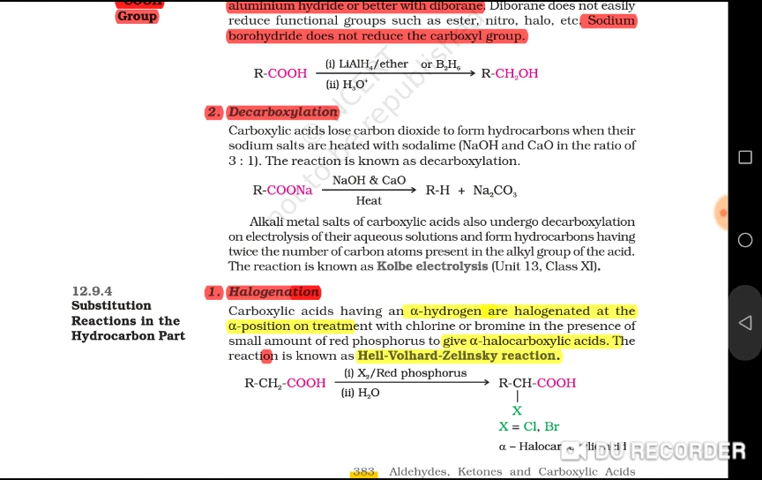 COOH
Group
aluminium hydride or better with diborane. Diborane does not easily
reduce functional groups such as ester, nitro, halo, etc. Sodium
borohydride does not reduce the carboxyl group.
R-COOH (i) LiAlH₄/ether or B₂H₆ (ii) H₃O⁺ → R-CH₂OH
2. Decarboxylation
Carboxylic acids lose carbon dioxide to form hydrocarbons when their
sodium salts are heated with sodalime (NaOH and CaO in the ratio of
3 : 1). The reaction is known as decarboxylation.
R-COONa NaOH & CaO Heat → R-H + Na₂CO₃
Alkali metal salts of carboxylic acids also undergo decarboxylation
on electrolysis of their aqueous solutions and form hydrocarbons having
twice the number of carbon atoms present in the alkyl group of the acid.
The reaction is known as Kolbe electrolysis (Unit 13, Class XI).
12.9.4
Substitution
Reactions in the
Hydrocarbon Part
1. Halogenation
Carboxylic acids having an α-hydrogen are halogenated at the
α-position on treatment with chlorine or bromine in the presence of
small amount of red phosphorus to give α-halocarboxylic acids. The
reaction is known as Hell-Volhard-Zelinsky reaction.
R-CH₂-COOH (i) X₂/Red phosphorus (ii) H₂O → R-CH-COOH
X
X = Cl, Br
α – Halocarboxylic acid
DU RECORDER
383 Aldehydes, Ketones and Carboxylic Acids